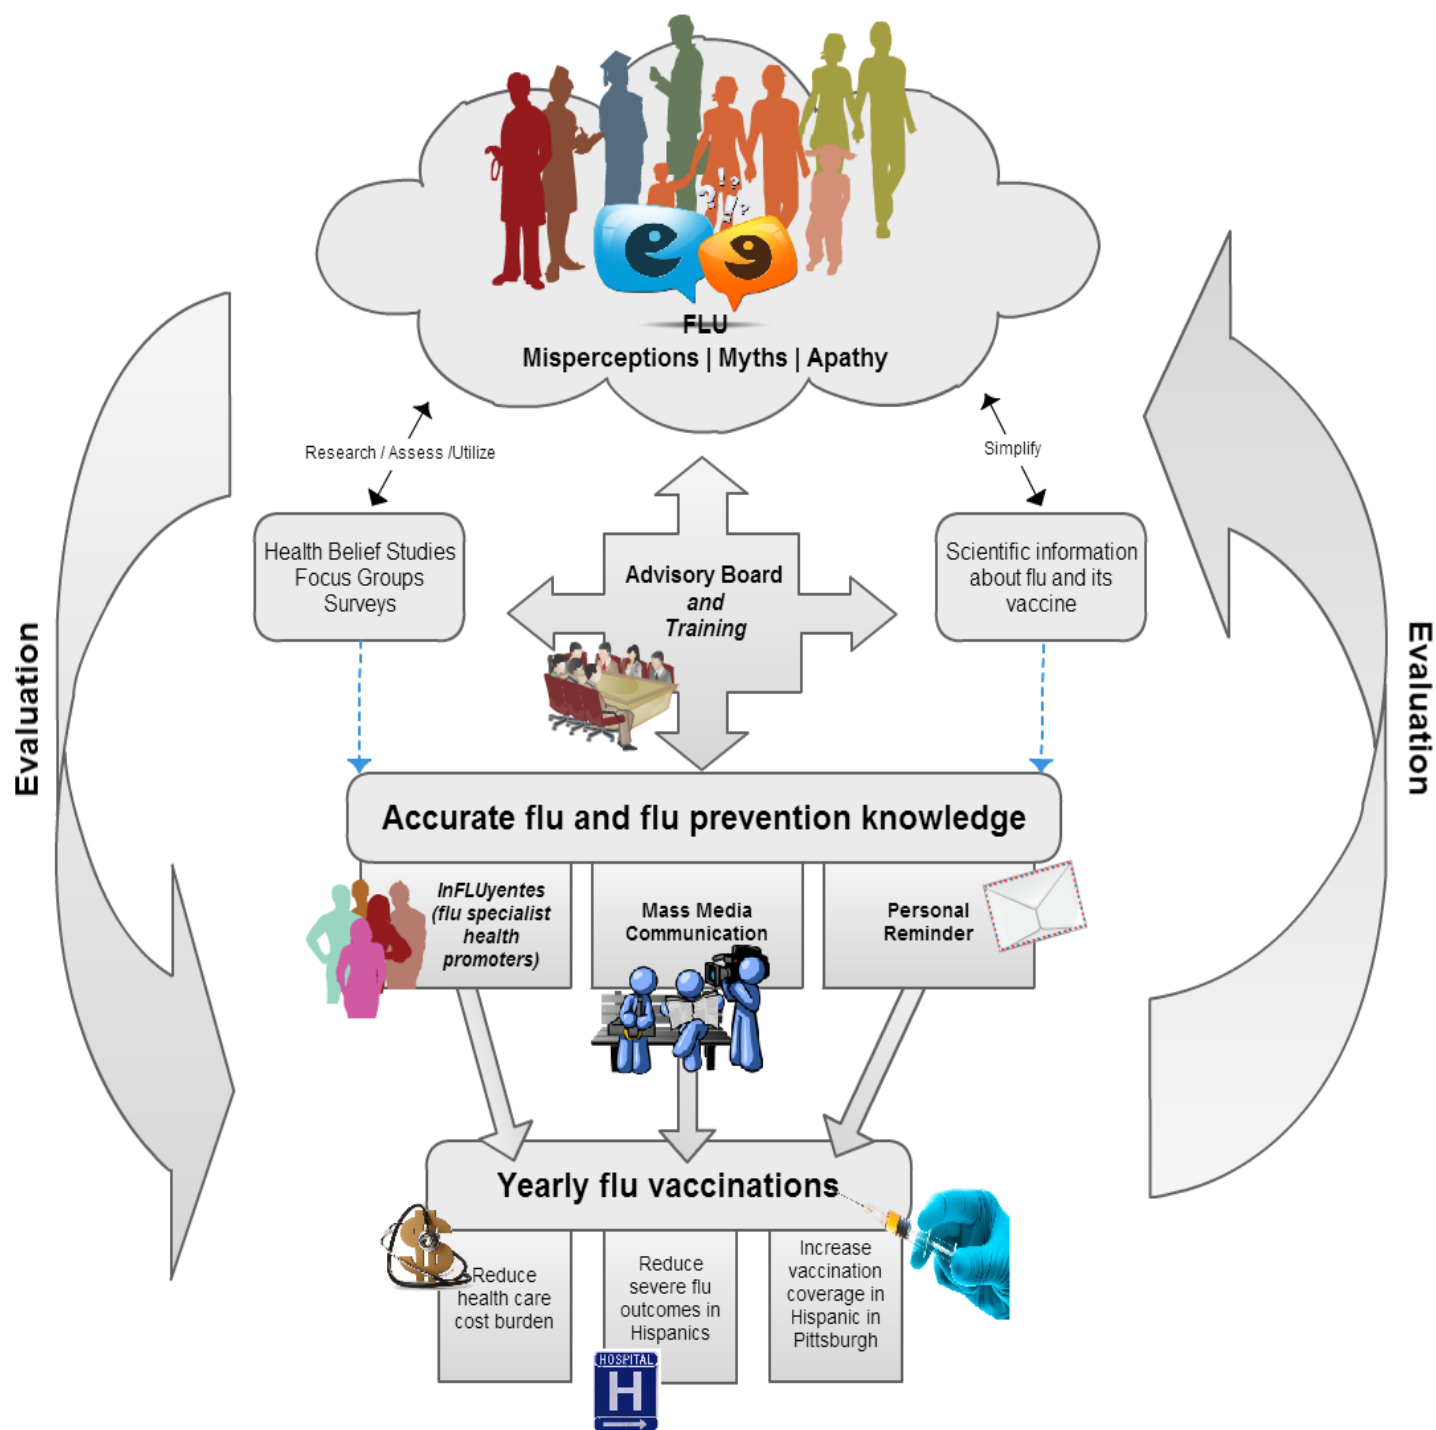 FLU
Misperceptions | Myths | Apathy
Research / Assess /Utilize
Simplify
Health Belief Studies
Focus Groups
Surveys
Advisory Board
and
Training
Scientific information
about flu and its
vaccine
Evaluation
Evaluation
Accurate flu and flu prevention knowledge
InFLUyentes
(flu specialist
health
promoters)
Mass Media
Communication
Personal
Reminder
Yearly flu vaccinations
Reduce
health care
cost burden
Reduce
severe flu
outcomes in
Hispanics
Increase
vaccination
coverage in
Hispanic in
Pittsburgh
HOSPITAL
H